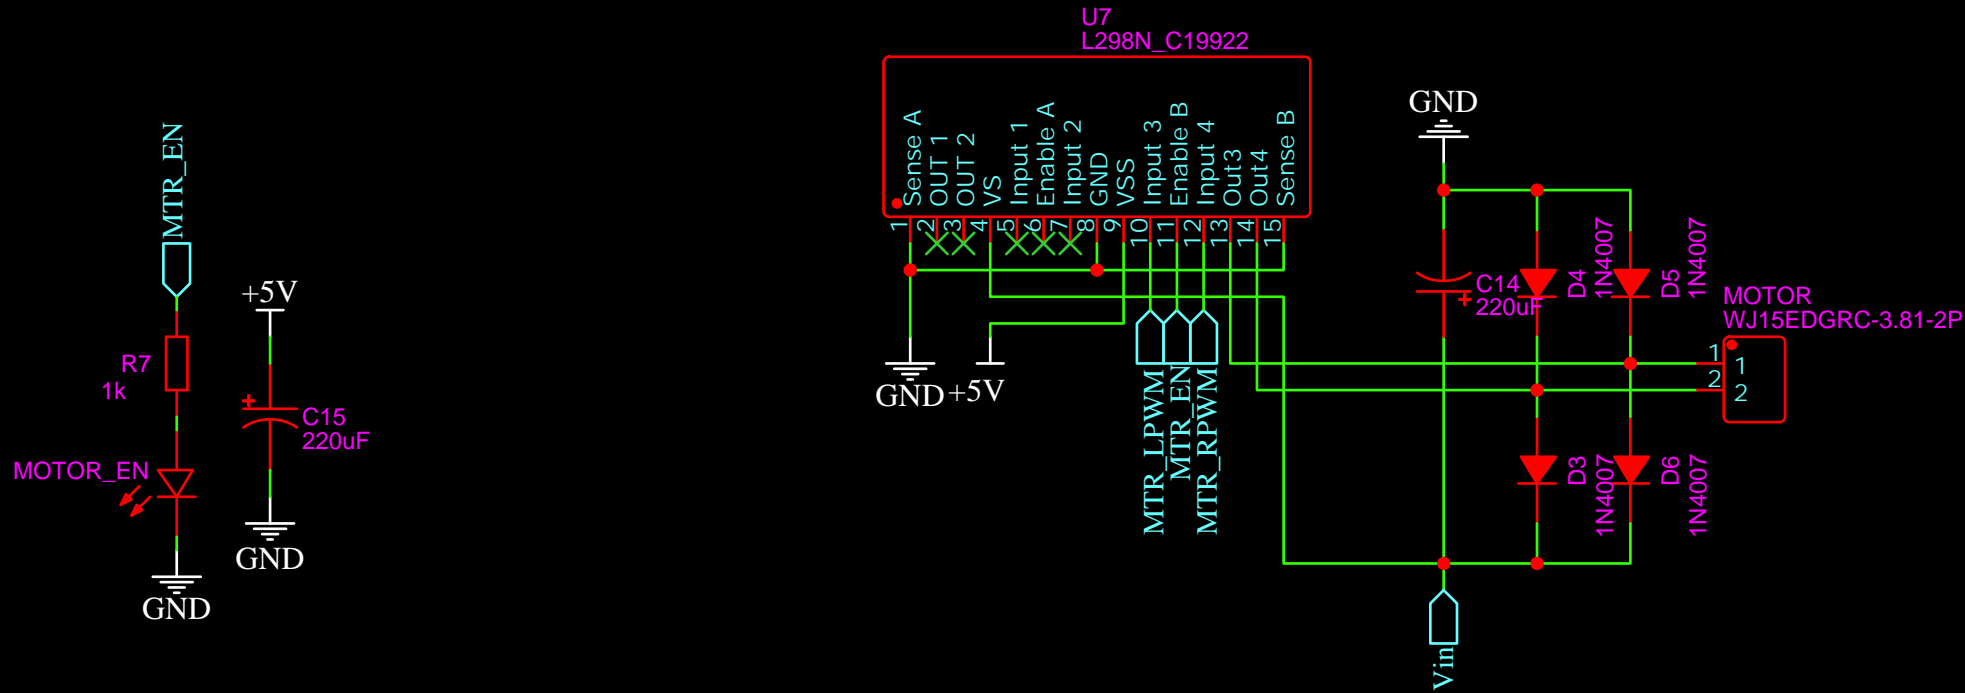 MTR_EN
R7
1k
MOTOR_EN
GND
+5V
C15
220uF
GND
U7
L298N_C19922
Sense A
OUT 1
OUT 2
VS
Input 1
Enable A
Input 2
GND
VSS
Input 3
Enable B
Input 4
Out3
Out4
Sense B
1
2
3
4
5
6
7
8
9
10
11
12
13
14
15
GND
+5V
MTR_LPWM
MTR_EN
MTR_RPWM
GND
C14
220uF
D4
1N4007
D5
1N4007
MOTOR
WJ15EDGRC-3.81-2P
1
1
2
2
D3
1N4007
D6
1N4007
Vin